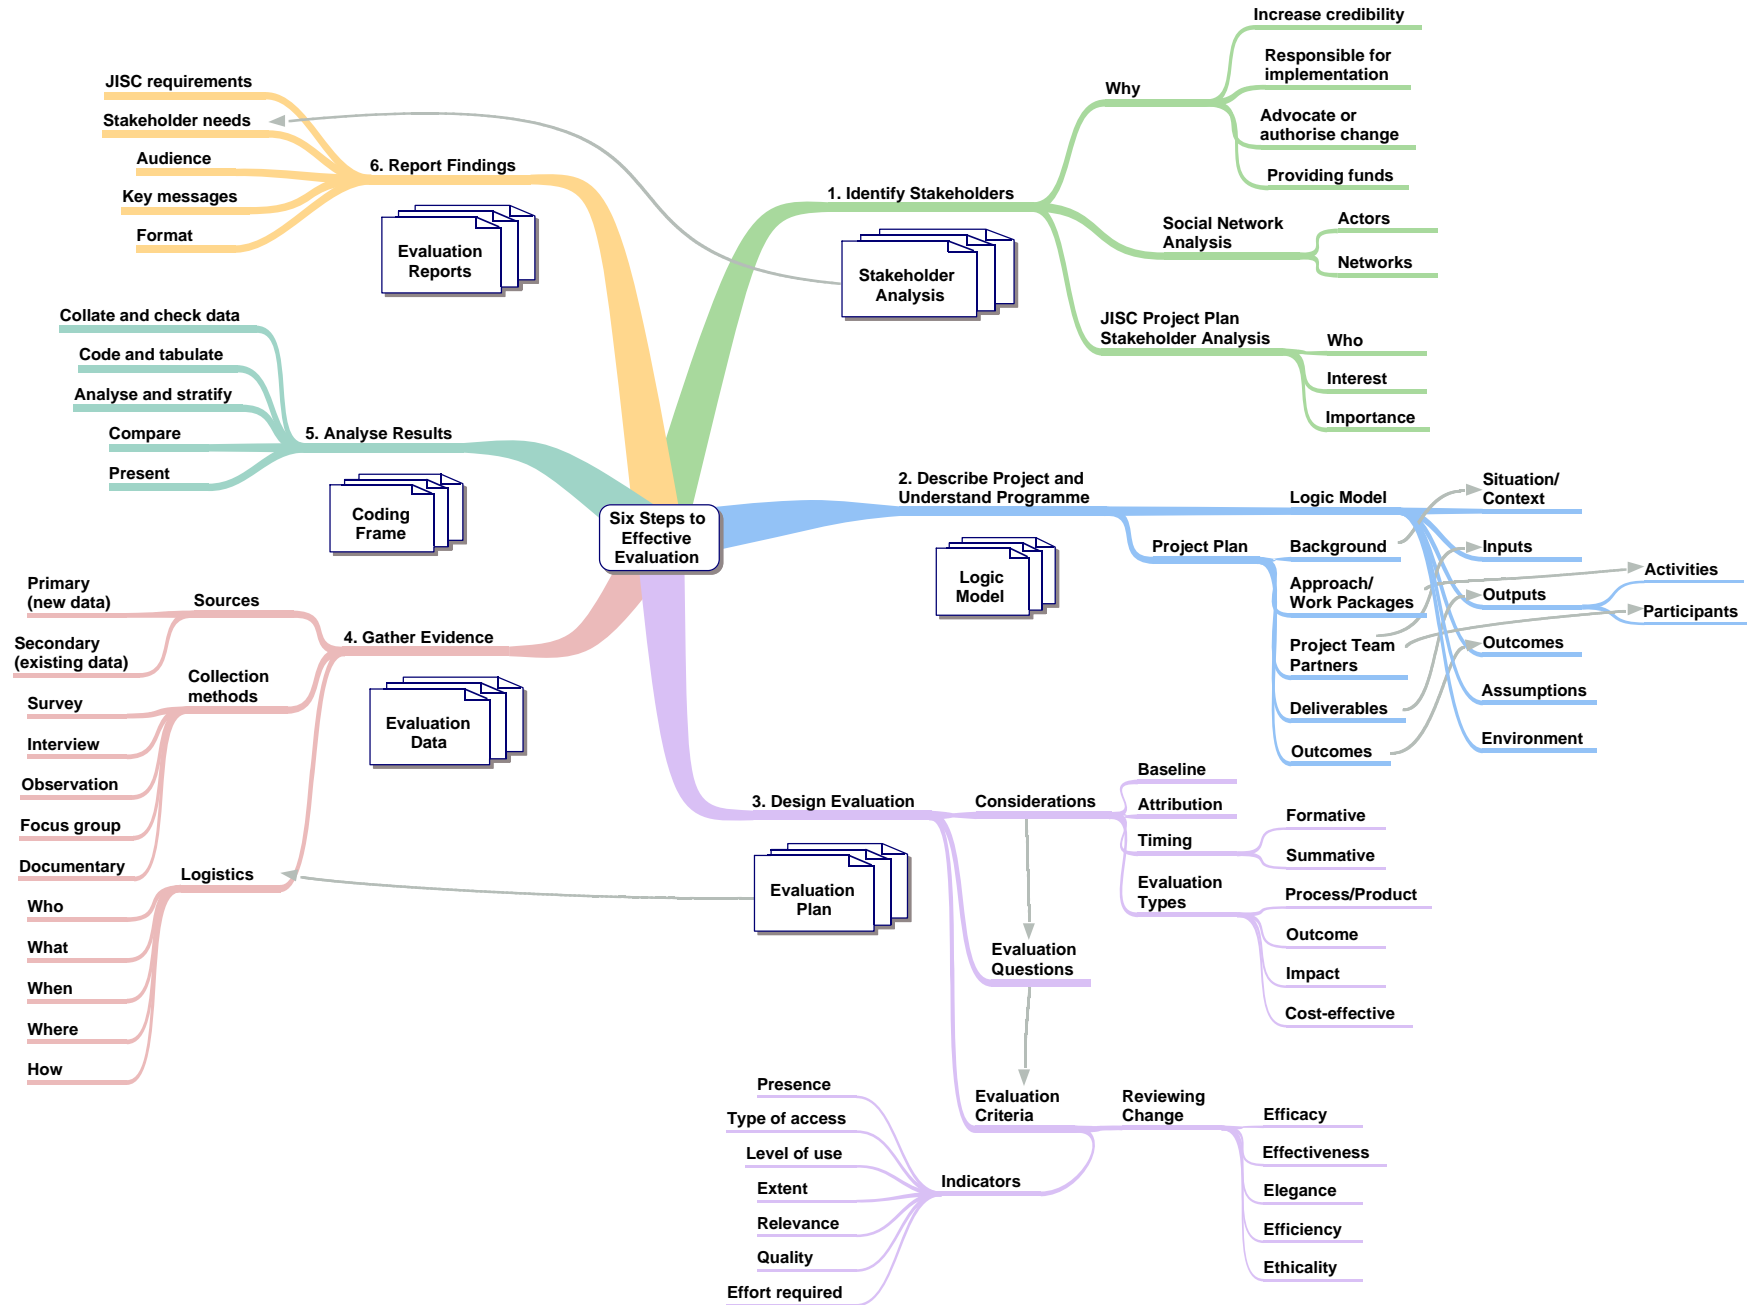 Six Steps to
Effective
Evaluation
1. Identify Stakeholders
Stakeholder
Analysis
Why
Increase credibility
Responsible for
implementation
Advocate or
authorise change
Providing funds
Social Network
Analysis
Actors
Networks
JISC Project Plan
Stakeholder Analysis
Who
Interest
Importance
2. Describe Project and
Understand Programme
Logic
Model
Logic Model
Situation/
Context
Inputs
Outputs
Activities
Participants
Outcomes
Assumptions
Environment
Project Plan
Background
Approach/
Work Packages
Project Team
Partners
Deliverables
Outcomes
3. Design Evaluation
Evaluation
Plan
Considerations
Baseline
Attribution
Timing
Formative
Summative
Evaluation
Types
Process/Product
Outcome
Impact
Cost-effective
Evaluation
Questions
Evaluation
Criteria
Reviewing
Change
Efficacy
Effectiveness
Elegance
Efficiency
Ethicality
Indicators
Presence
Type of access
Level of use
Extent
Relevance
Quality
Effort required
4. Gather Evidence
Evaluation
Data
Sources
Primary
(new data)
Secondary
(existing data)
Collection
methods
Survey
Interview
Observation
Focus group
Documentary
Logistics
Who
What
When
Where
How
5. Analyse Results
Coding
Frame
Collate and check data
Code and tabulate
Analyse and stratify
Compare
Present
6. Report Findings
Evaluation
Reports
JISC requirements
Stakeholder needs
Audience
Key messages
Format